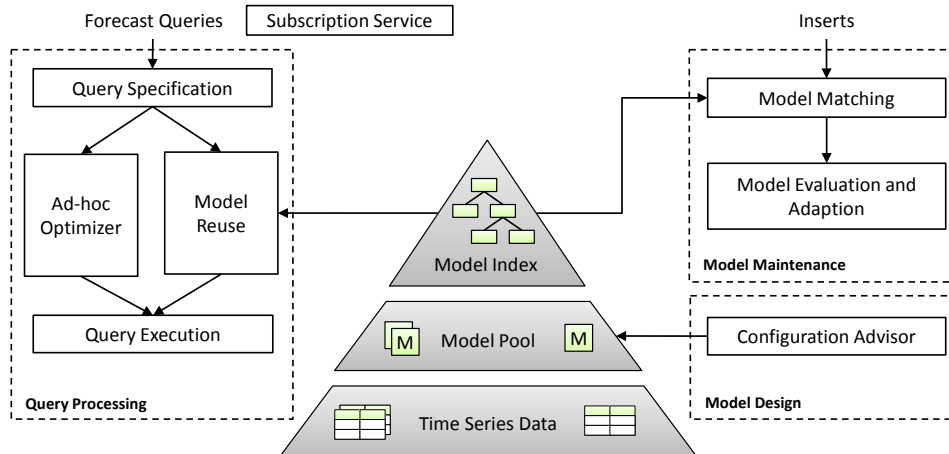 Forecast Queries
Subscription Service
Inserts
Query Specification
Ad-hoc
Optimizer
Model
Reuse
Query Execution
Query Processing
Model Index
M
Model Pool
M
Time Series Data
Model Matching
Model Evaluation and
Adaption
Model Maintenance
Configuration Advisor
Model Design